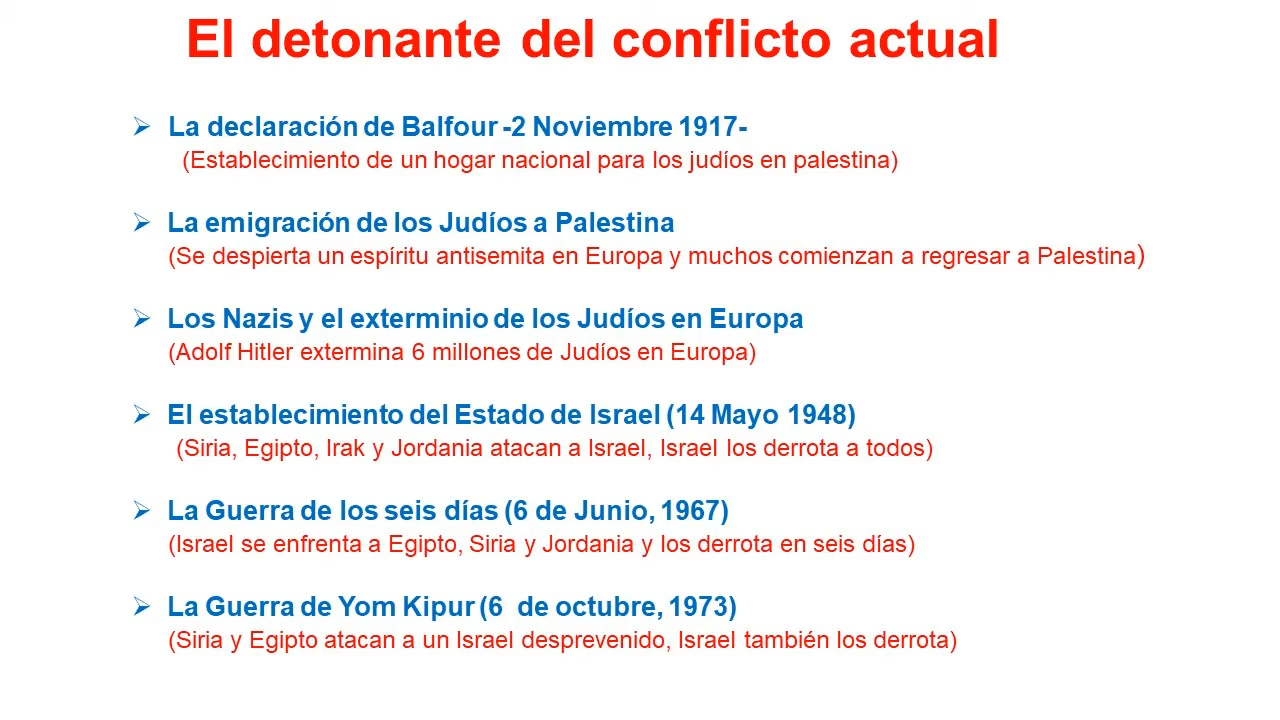 El detonante del conflicto actual
La declaración de Balfour -2 Noviembre 1917-
(Establecimiento de un hogar nacional para los judíos en palestina)
La emigración de los Judíos a Palestina
(Se despierta un espíritu antisemita en Europa y muchos comienzan a regresar a Palestina)
Los Nazis y el exterminio de los Judíos en Europa
(Adolf Hitler extermina 6 millones de Judíos en Europa)
El establecimiento del Estado de Israel (14 Mayo 1948)
(Siria, Egipto, Irak y Jordania atacan a Israel, Israel los derrota a todos)
La Guerra de los seis días (6 de Junio, 1967)
(Israel se enfrenta a Egipto, Siria y Jordania y los derrota en seis días)
La Guerra de Yom Kipur (6 de octubre, 1973)
(Siria y Egipto atacan a un Israel desprevenido, Israel también los derrota)